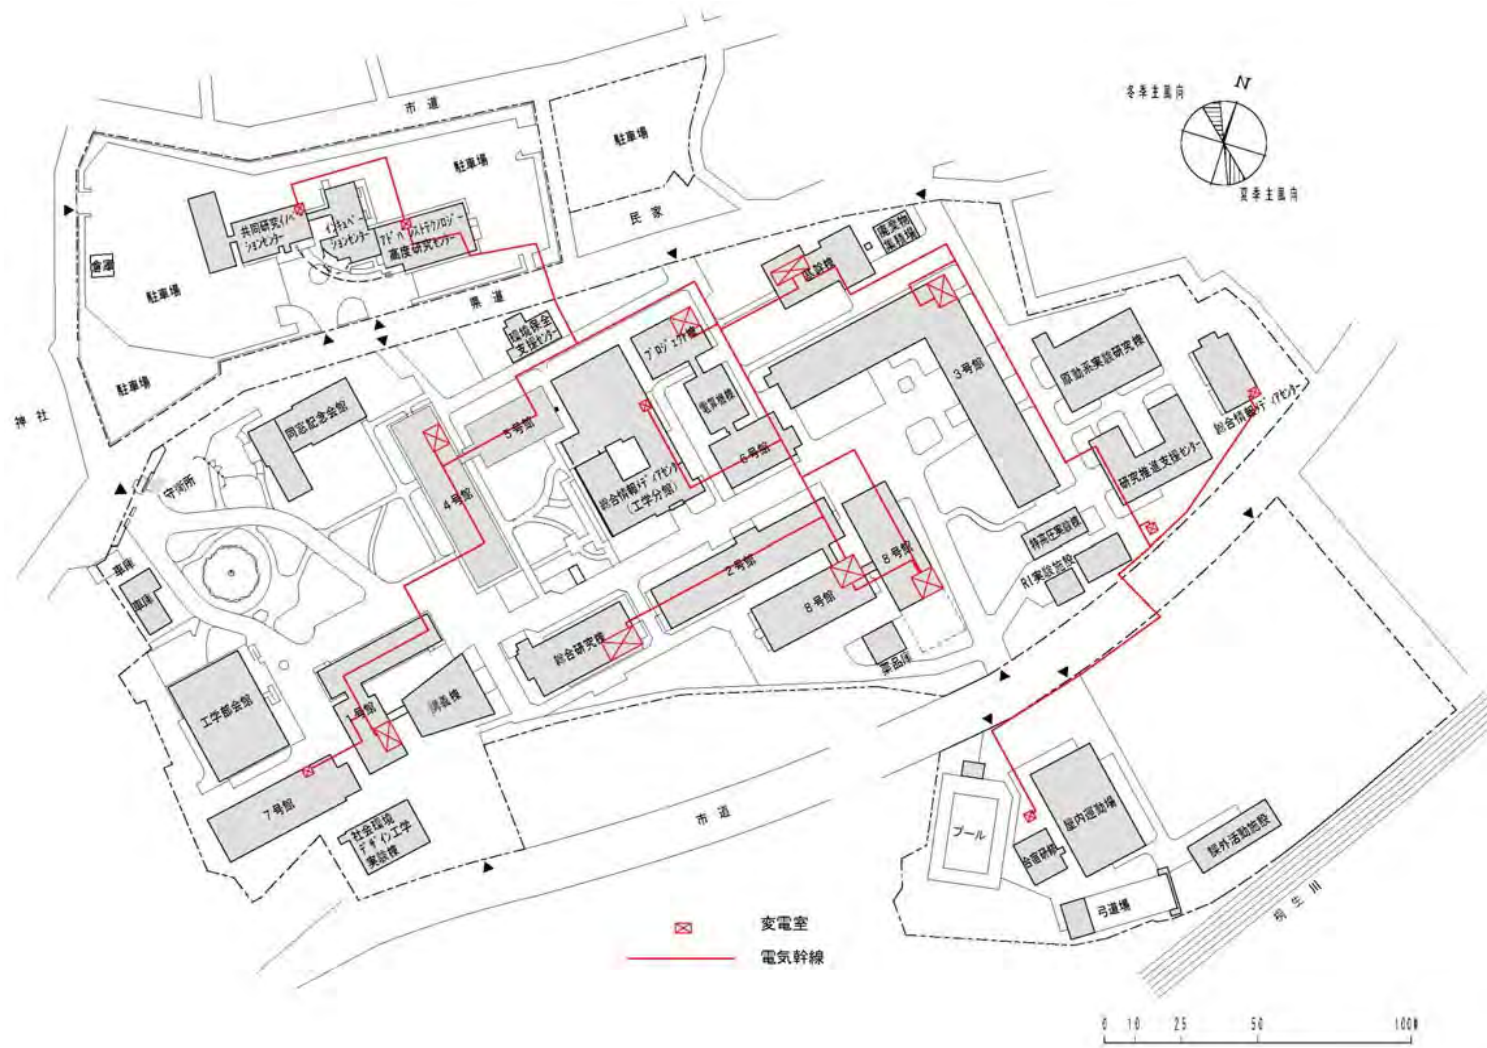 市道
冬季主風向
N
駐車場
駐車場
民家
夏季主風向
共同研究イノベー
ションセンター
インキュベー
ションセンター
アドバンストテクノロジー
高度研究センター
廃棄物
集積場
倉庫
駐車場
県道
環境保全
支援センター
プロジェクト棟
3号館
原動系実験研究棟
駐車場
神社
同窓記念会館
5号館
電算機棟
総合情報メディアセンター
6号館
4号館
総合情報メディアセンター
(工学分館)
研究推進支援センター
守衛所
特高圧実験棟
RI実験施設
2号館
8号館
8号館
車庫
車庫
総合研究棟
薬品庫
工学部会館
講義棟
1号館
7号館
社会環境
デザイン工学
実験棟
市道
プール
屋内運動場
合宿研修
課外活動施設
弓道場
桐生川
変電室
電気幹線
0 10 25 50 100M